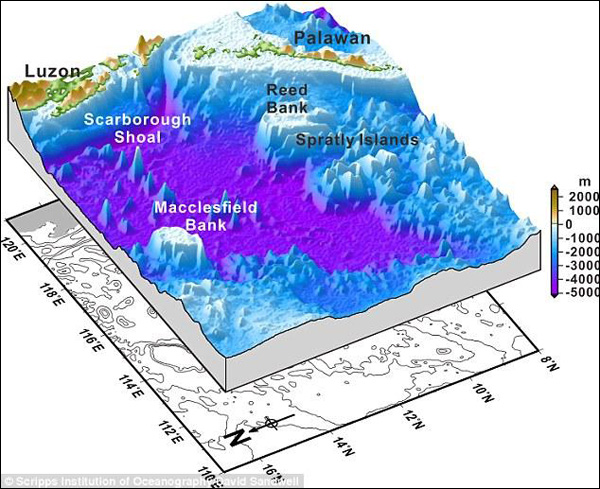 Palawan
Luzon
Reed
Bank
Scarborough
Shoal
Spratly Islands
Macclesfield
Bank
m
2000
1000
0
-1000
-2000
-3000
-4000
-5000
120°E
118°E
116°E
114°E
112°E
110°E
N
16°N
14°N
12°N
10°N
8°N
© Scripps Institution of Oceanography/David Sandwell